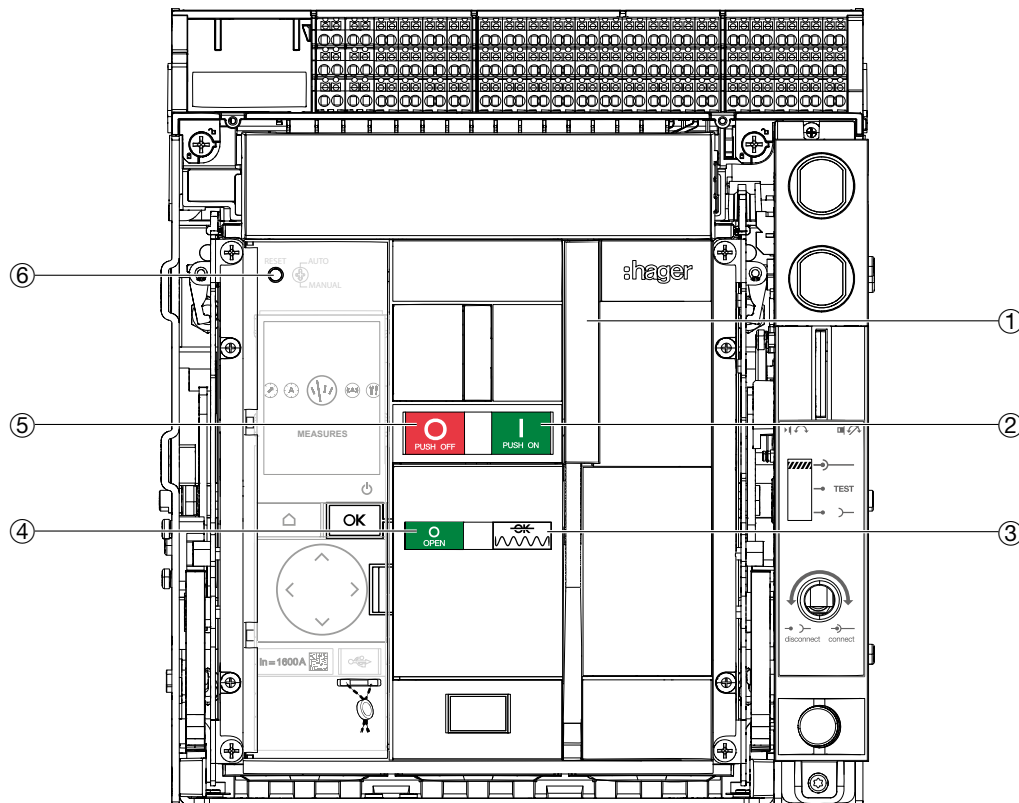 RESET
AUTO
MANUAL
:hager
⑥
①
A
MEASURES
⑤
O
PUSH OFF
I
PUSH ON
②
TEST
④
OK
O
OPEN
OK
③
disconnect
connect
In = 1600A